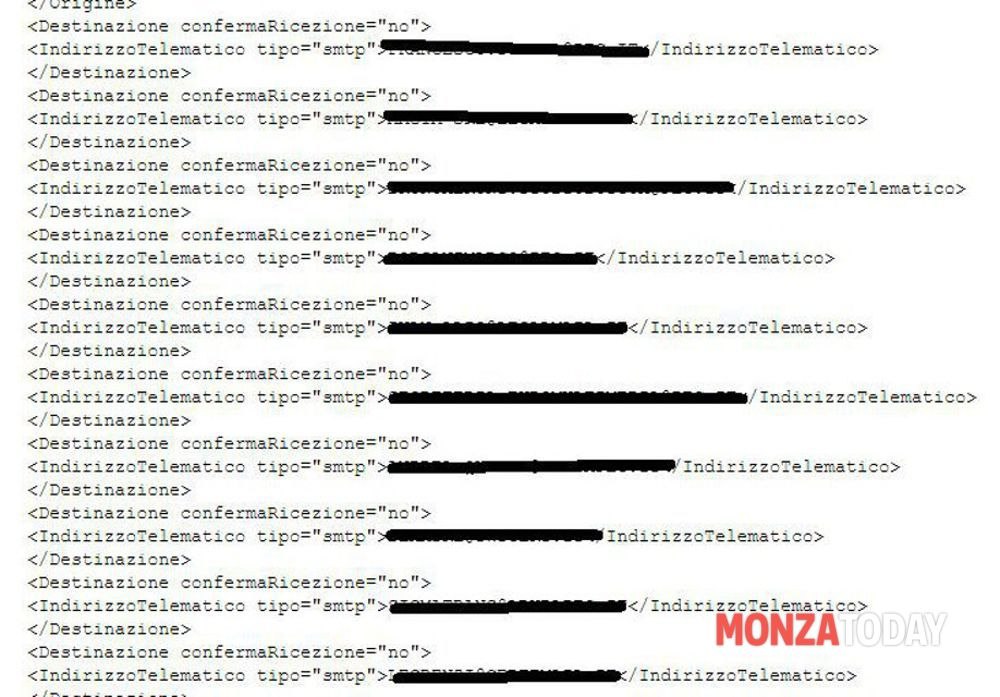 </Origine>
<Destinazione confermaRicezione="no">
<IndirizzoTelematico tipo="smtp"></IndirizzoTelematico>
</Destinazione>
<Destinazione confermaRicezione="no">
<IndirizzoTelematico tipo="smtp"></IndirizzoTelematico>
</Destinazione>
<Destinazione confermaRicezione="no">
<IndirizzoTelematico tipo="smtp">/IndirizzoTelematico>
</Destinazione>
<Destinazione confermaRicezione="no">
<IndirizzoTelematico tipo="smtp"></IndirizzoTelematico>
</Destinazione>
<Destinazione confermaRicezione="no">
<IndirizzoTelematico tipo="smtp"></IndirizzoTelematico>
</Destinazione>
<Destinazione confermaRicezione="no">
<IndirizzoTelematico tipo="smtp">/IndirizzoTelematico>
</Destinazione>
<Destinazione confermaRicezione="no">
<IndirizzoTelematico tipo="smtp">/IndirizzoTelematico>
</Destinazione>
<Destinazione confermaRicezione="no">
<IndirizzoTelematico tipo="smtp">/IndirizzoTelematico>
</Destinazione>
<Destinazione confermaRicezione="no">
<IndirizzoTelematico tipo="smtp"></IndirizzoTelematico>
</Destinazione>
<Destinazione confermaRicezione="no">
<IndirizzoTelematico tipo="smtp"></IndirizzoTelematico>
</Destinazione>
MONZATODAY